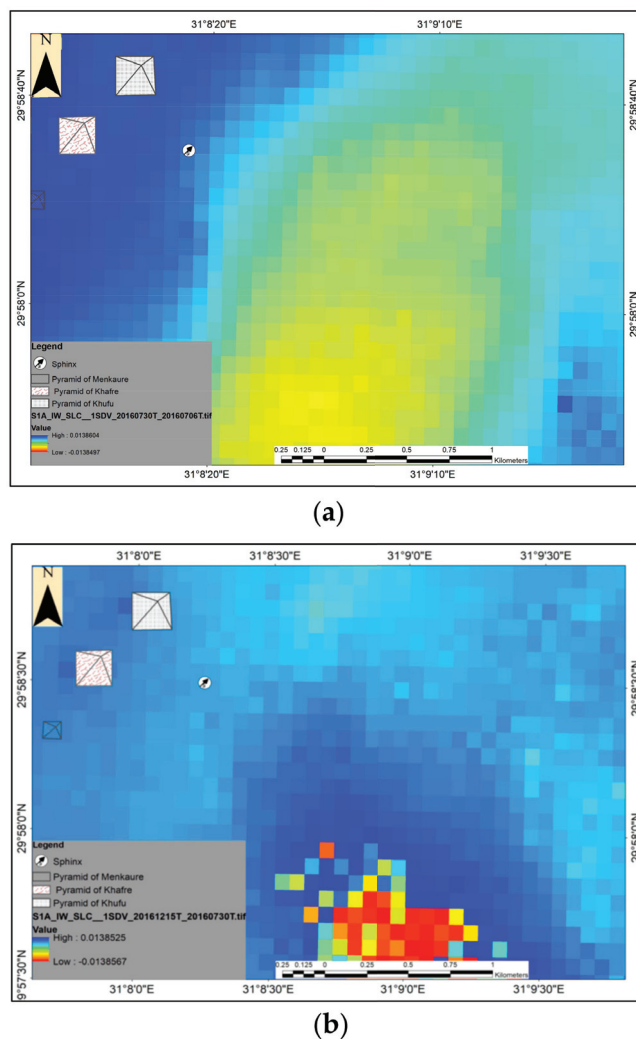 31°8'20"E 31°9'10"E
29°58'40"N
29°58'40"N
N
29°58'0"N
29°58'0"N
Legend
Sphinx
Pyramid of Menkaure
Pyramid of Khafre
Pyramid of Khufu
S1A_IW_SLC__1SDV_20160730T_20160706T.tif
Value
High : 0.0138604
Low : -0.0138497
0.25 0.125 0 0.25 0.5 0.75 1
Kilometers
31°8'20"E 31°9'10"E
(a)
31°8'0"E 31°8'30"E 31°9'0"E 31°9'30"E
N
29°58'30"N
29°58'30"N
29°58'0"N
29°58'0"N
Legend
Sphinx
Pyramid of Menkaure
Pyramid of Khafre
Pyramid of Khufu
S1A_IW_SLC__1SDV_20161215T_20160730T.tif
Value
High : 0.0138525
Low : -0.0138567
0.25 0.125 0 0.25 0.5 0.75 1
Kilometers
9°57'30"N
31°8'0"E 31°8'30"E 31°9'0"E 31°9'30"E
(b)